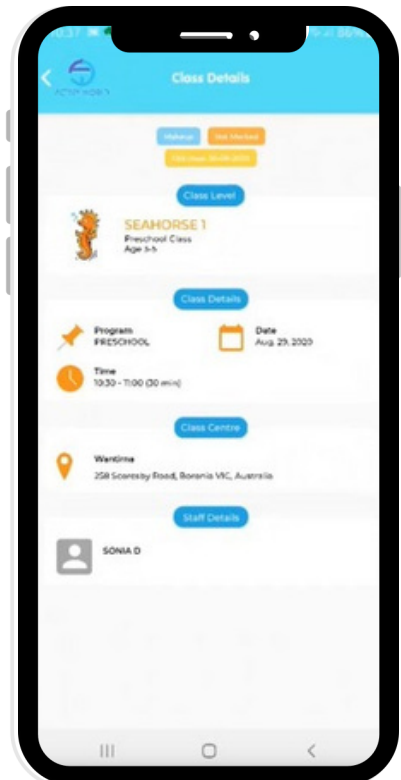 Class Details
Makeup
Not Marked
Class Level
SEAHORSE 1
Preschool Class
Age 3-5
Class Details
Program
PRESCHOOL
Date
Aug, 29, 2020
Time
10:30 - 11:00 (30 min)
Class Centre
Wantirna
258 Scoresby Road, Boronia VIC, Australia
Staff Details
SONIA D